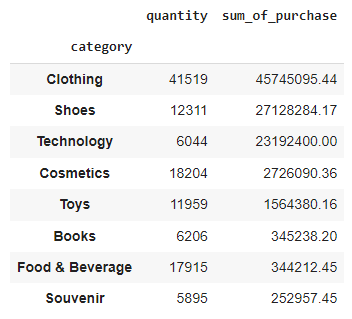 quantity sum_of_purchase
category
Clothing 41519 45745095.44
Shoes 12311 27128284.17
Technology 6044 23192400.00
Cosmetics 18204 2726090.36
Toys 11959 1564380.16
Books 6206 345238.20
Food & Beverage 17915 344212.45
Souvenir 5895 252957.45